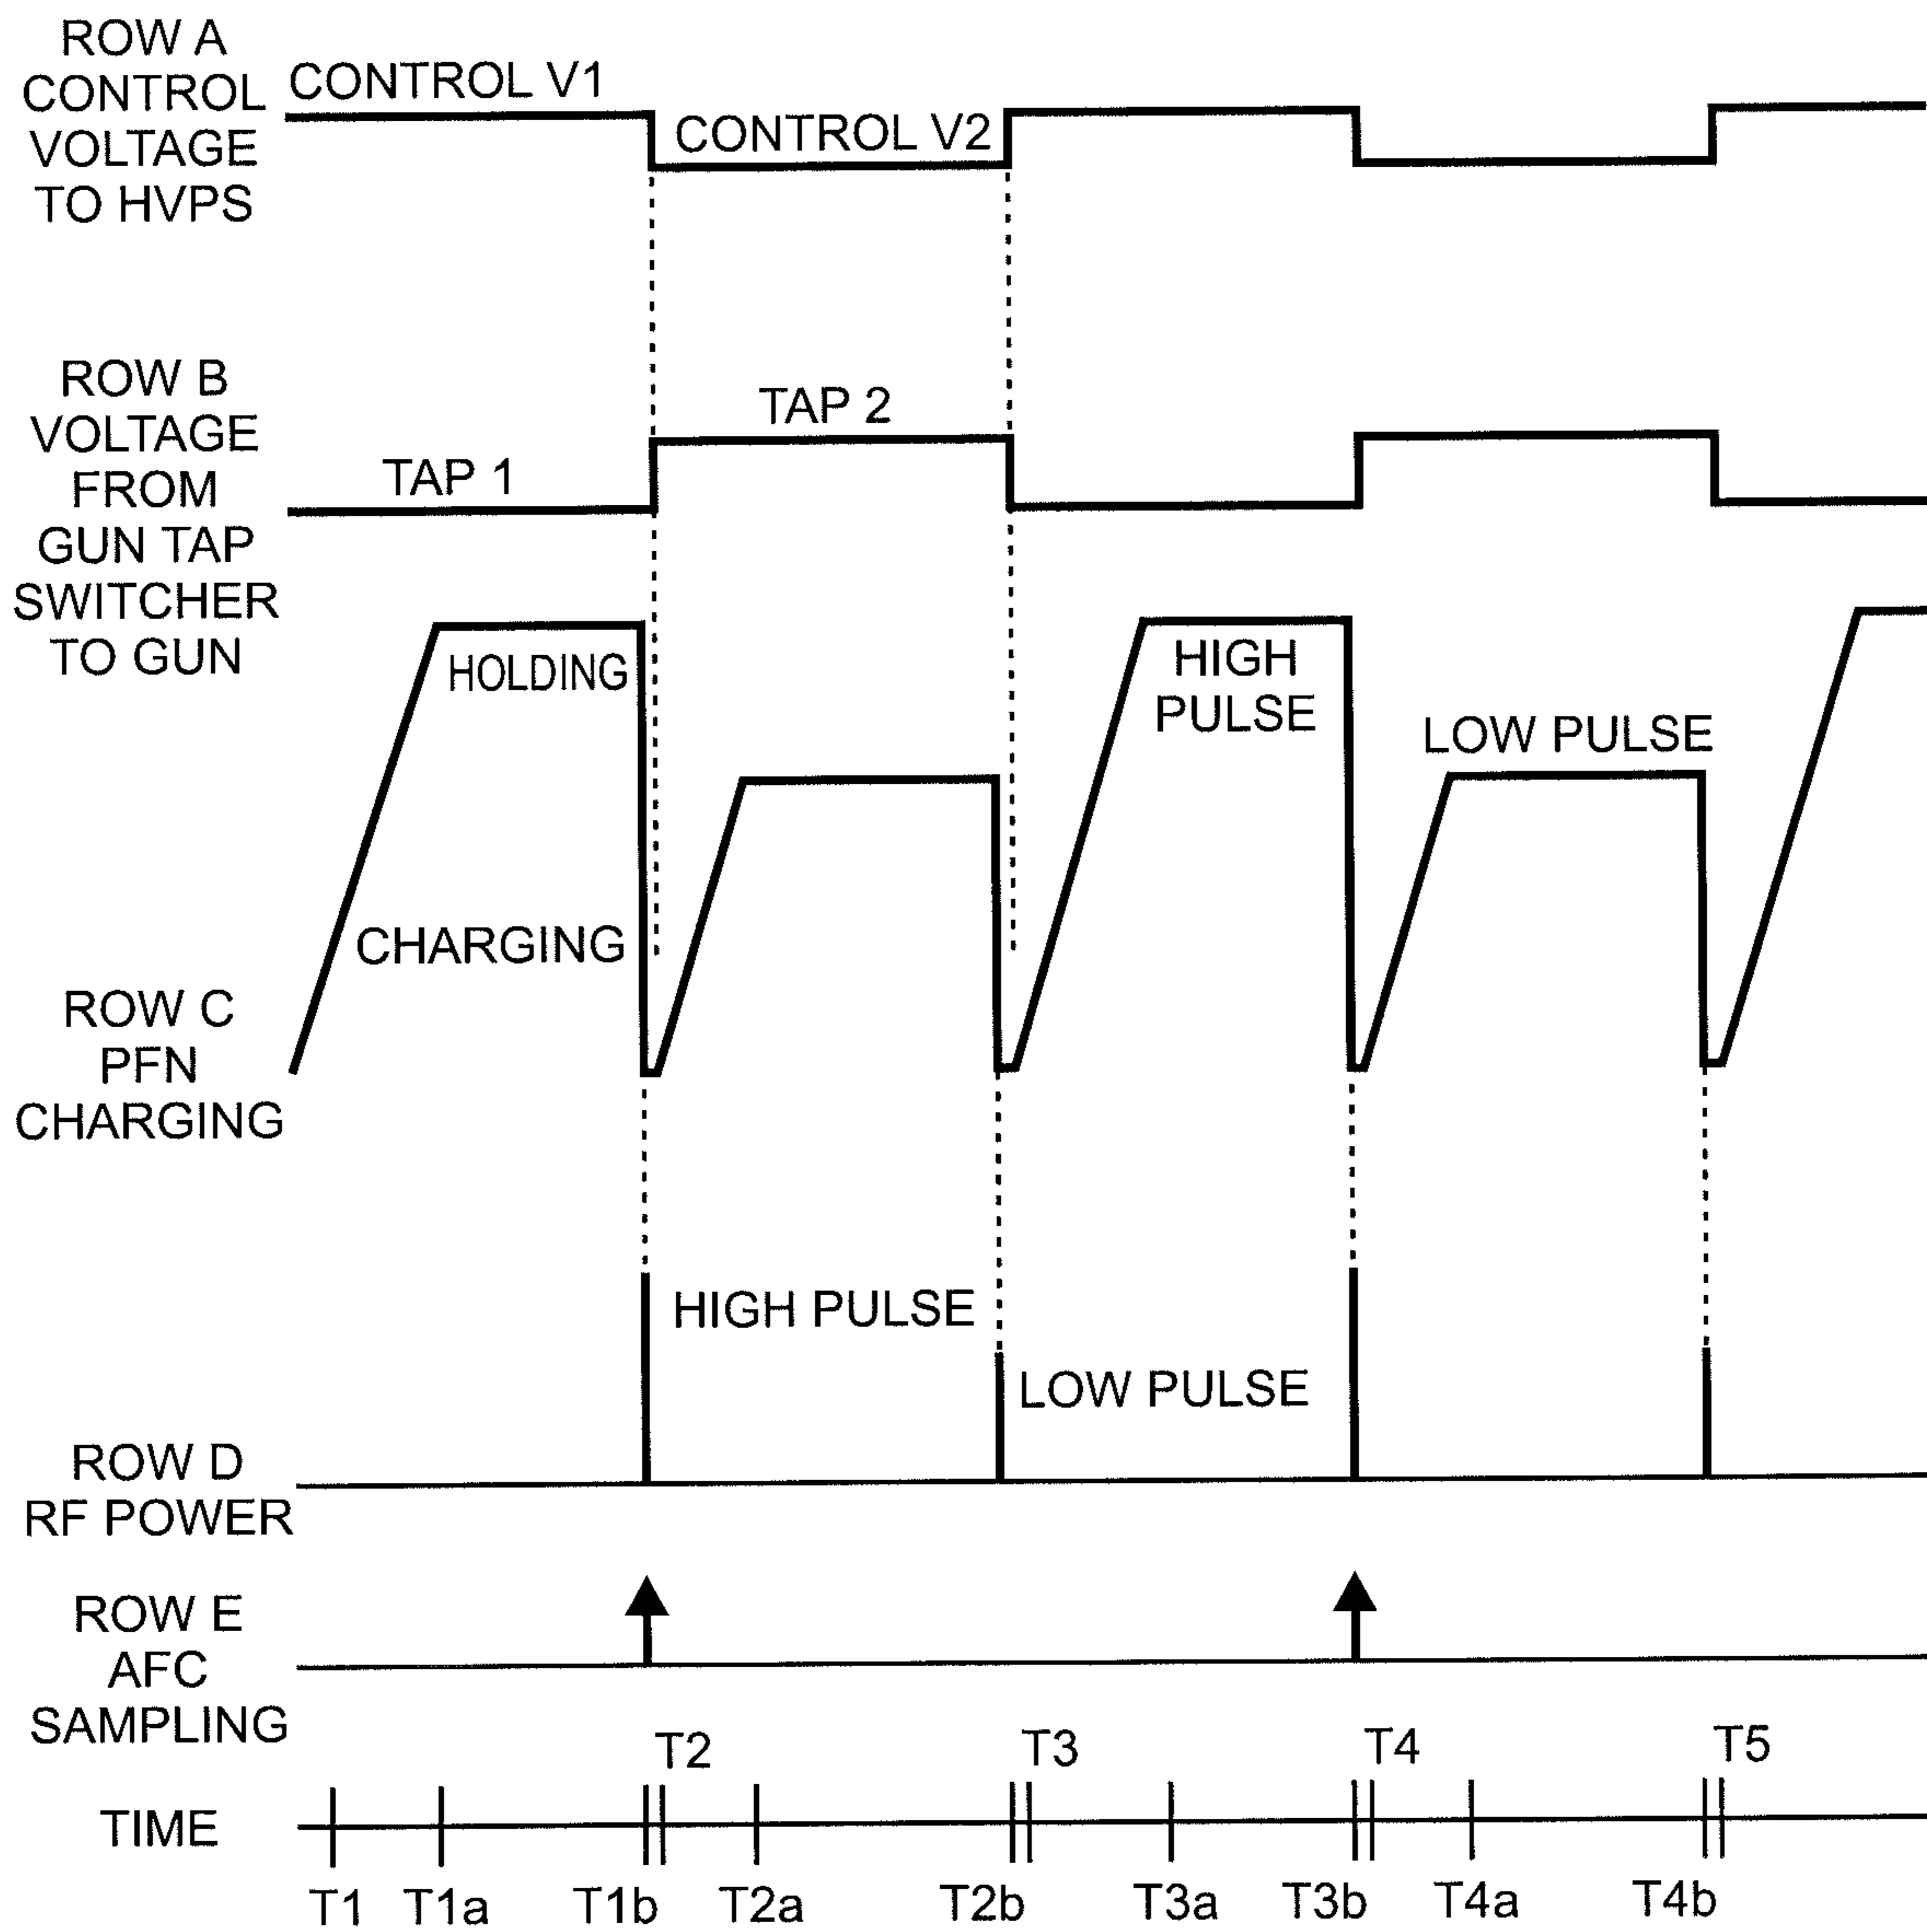 ROW A
CONTROL
VOLTAGE
TO HVPS
CONTROL V1
CONTROL V2
ROW B
VOLTAGE
FROM
GUN TAP
SWITCHER
TO GUN
TAP 1
TAP 2
HOLDING
CHARGING
HIGH
PULSE
LOW PULSE
ROW C
PFN
CHARGING
HIGH PULSE
LOW PULSE
ROW D
RF POWER
ROW E
AFC
SAMPLING
T2
T3
T4
T5
TIME
T1
T1a
T1b
T2a
T2b
T3a
T3b
T4a
T4b